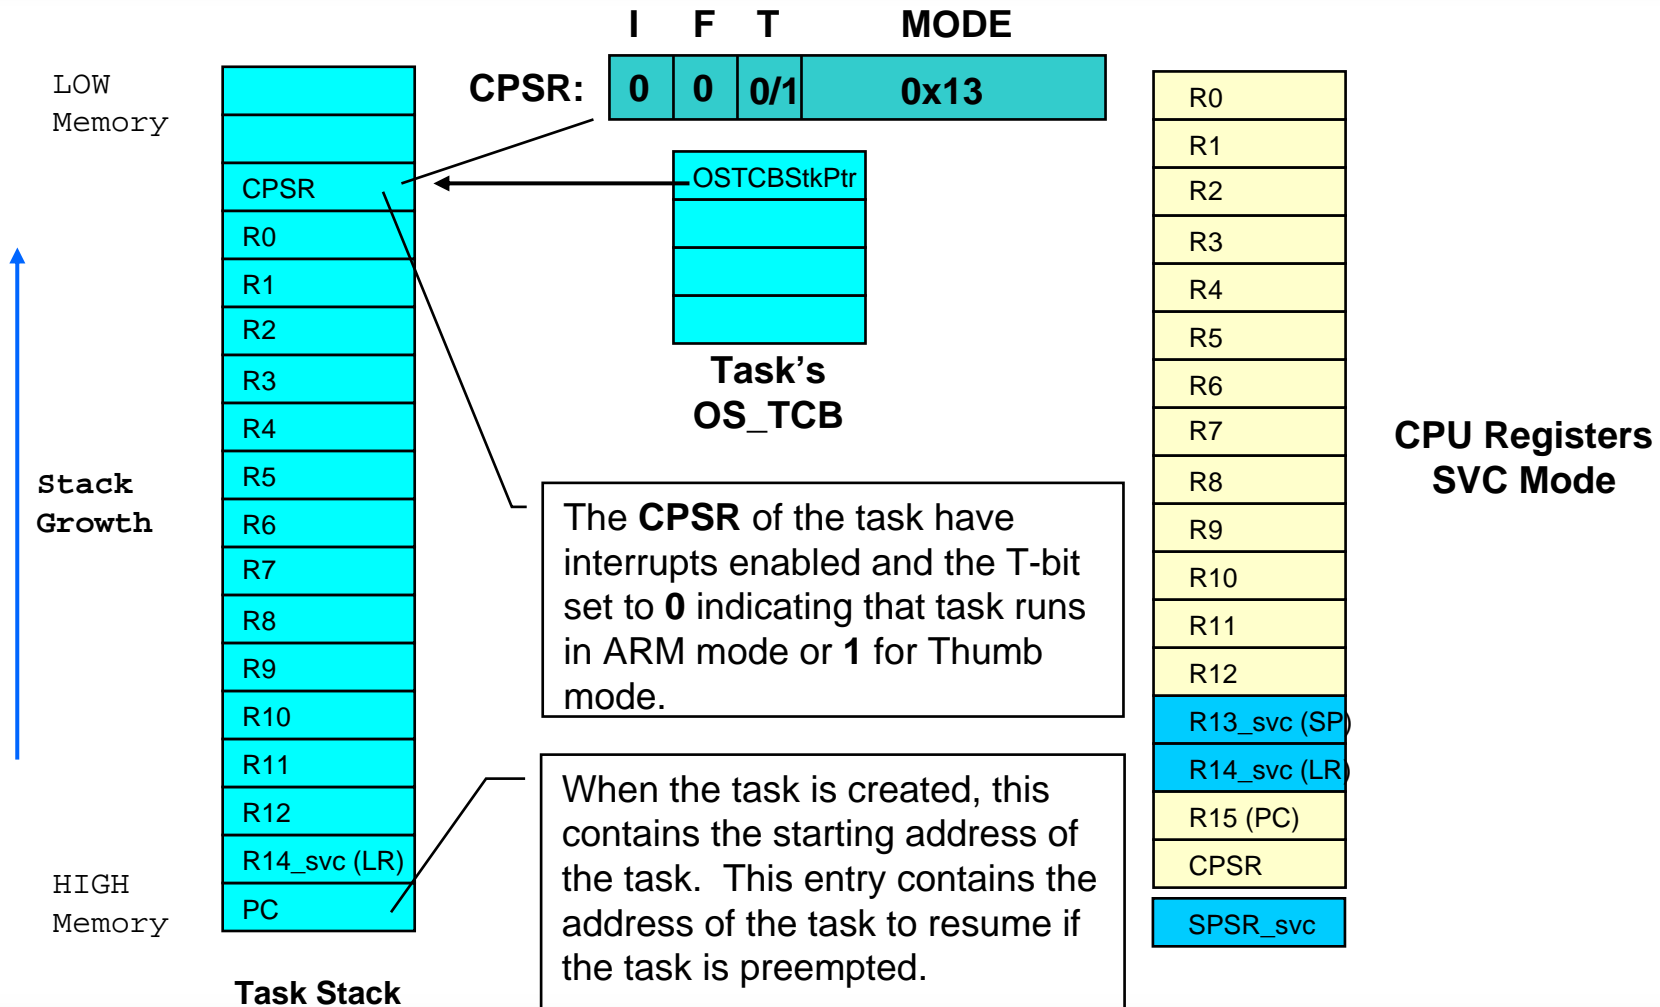 I F T MODE
CPSR: 0 0 0/1 0x13
LOW
Memory
CPSR
R0
R1
R2
R3
R4
R5
R6
R7
R8
R9
R10
R11
R12
R14_svc (LR)
PC
Stack
Growth
HIGH
Memory
Task Stack
OSTCBStkPtr
Task’s
OS_TCB
The CPSR of the task have
interrupts enabled and the T-bit
set to 0 indicating that task runs
in ARM mode or 1 for Thumb
mode.
When the task is created, this
contains the starting address of
the task. This entry contains the
address of the task to resume if
the task is preempted.
R0
R1
R2
R3
R4
R5
R6
R7
R8
R9
R10
R11
R12
R13_svc (SP)
R14_svc (LR)
R15 (PC)
CPSR
SPSR_svc
CPU Registers
SVC Mode